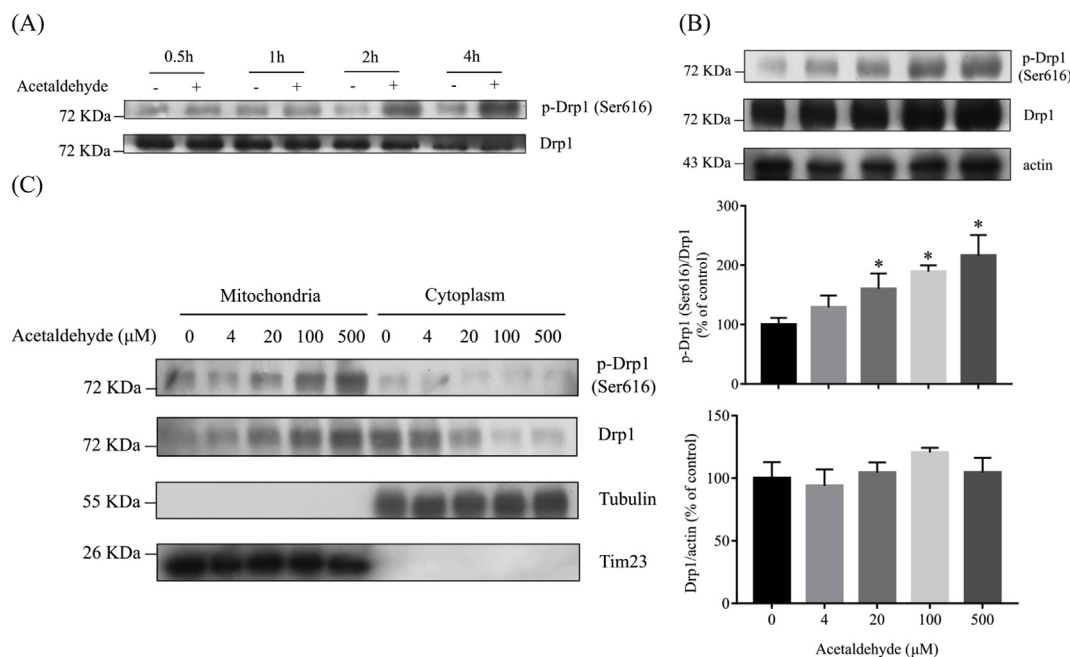 (A)
0.5h 1h 2h 4h
Acetaldehyde - + - + - + - +
72 KDa p-Drp1 (Ser616)
72 KDa Drp1
(B)
p-Drp1
(Ser616)
72 KDa
72 KDa Drp1
43 KDa actin
p-Drp1 (Ser616)/Drp1
(% of control)
300
200
100
0
* * *
Drp1/actin (% of control)
150
100
50
0
0 4 20 100 500
Acetaldehyde (μM)
(C)
Mitochondria Cytoplasm
Acetaldehyde (μM) 0 4 20 100 500 0 4 20 100 500
p-Drp1
(Ser616)
72 KDa
72 KDa Drp1
55 KDa Tubulin
26 KDa
Tim23